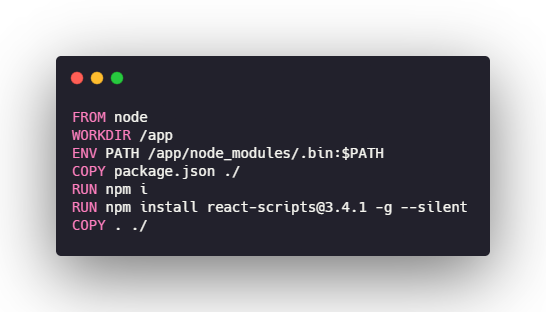 FROM node
WORKDIR /app
ENV PATH /app/node_modules/.bin:$PATH
COPY package.json ./
RUN npm i
RUN npm install react-scripts@3.4.1 -g --silent
COPY . ./